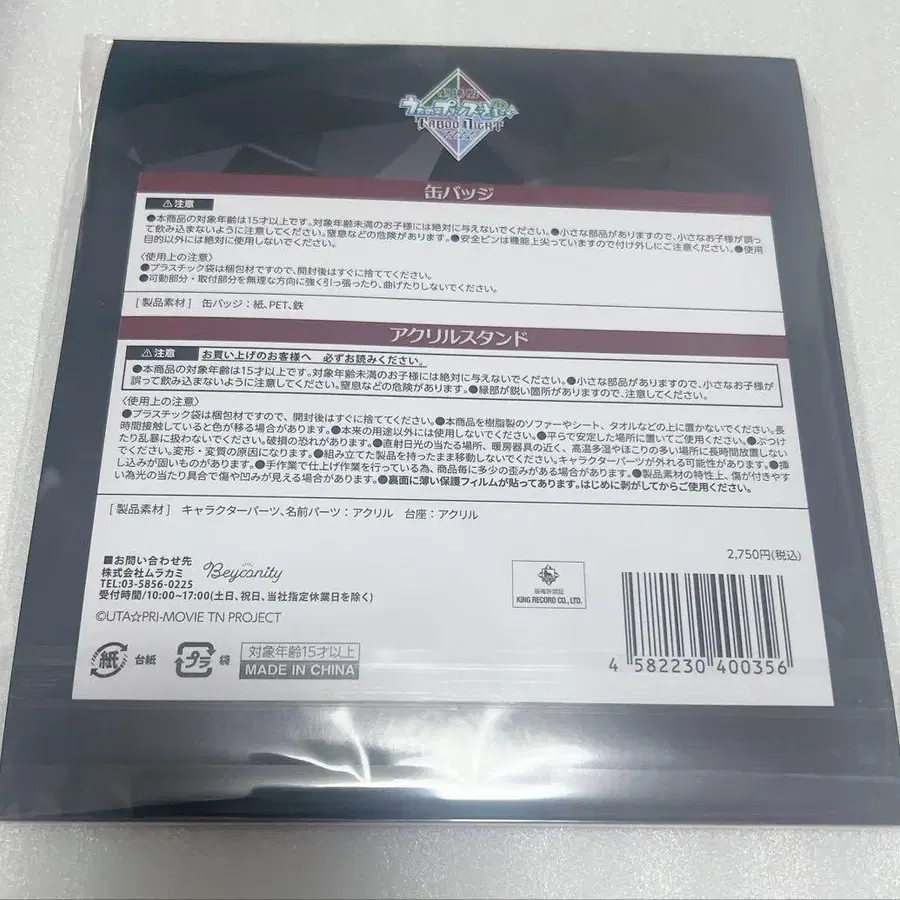 うたの☆プリンスさまっ♪
TABOO NIGHT
缶バッジ
⚠注意
●本商品の対象年齢は15才以上です。対象年齢未満のお子様には絶対に与えないでください。●小さな部品がありますので、小さなお子様が誤っ
て飲み込まないように注意してください。窒息などの危険があります。●安全ピンは機能上尖っていますので付け外しにご注意ください。●使用
目的以外には絶対に使用しないでください。
〈使用上の注意〉
●プラスチック袋は梱包材ですので、開封後はすぐに捨ててください。
●可動部分・取付部分を無理な方向に強く引っ張ったり、曲げたりしないでください。
[製品素材] 缶バッジ:紙、PET、鉄
アクリルスタンド
⚠注意 お買い上げのお客様へ 必ずお読みください。
●本商品の対象年齢は15才以上です。対象年齢未満のお子様には絶対に与えないでください。●小さな部品がありますので、小さなお子様が
誤って飲み込まないように注意してください。窒息などの危険があります。●縁部が鋭い箇所がありますので、注意してください。
〈使用上の注意〉
●プラスチック袋は梱包材ですので、開封後はすぐに捨ててください。●本商品を樹脂製のソファーやシート、タオルなどの上に置かないでください。長
時間接触していると色が移る場合があります。●本来の用途以外には使用しないでください。●平らで安定した場所に置いてご使用ください。●ぶつけ
たり乱暴に扱わないでください。破損の恐れがあります。●直射日光の当たる場所、暖房器具の近く、高温多湿やほこりの多い場所に長時間放置しない
でください。変形・変質の原因になります。●組み立てた製品を持ったまま移動しないでください。キャラクターパーツが外れる可能性があります。●挿
し込みが固いものがあります。●手作業で仕上げ作業を行っている為、商品毎に多少の歪みがある場合があります。●製品素材の特性上、傷が付きやす
い為光の当たり具合で傷や凹みが見える場合があります。●裏面に薄い保護フィルムが貼ってあります。はじめに剥がしてからご使用ください。
[製品素材] キャラクターパーツ、名前パーツ:アクリル 台座:アクリル
2,750円(税込)
■お問い合わせ先
株式会社ムラカミ Beyconity
TEL:03-5856-0225
受付時間/10:00~17:00(土日、祝日、当社指定休業日を除く)
©UTA☆PRI-MOVIE TN PROJECT
版権許諾証
KING RECORD CO., LTD.
紙 台紙 プラ 袋 対象年齢15才以上
MADE IN CHINA
4 582230 400356